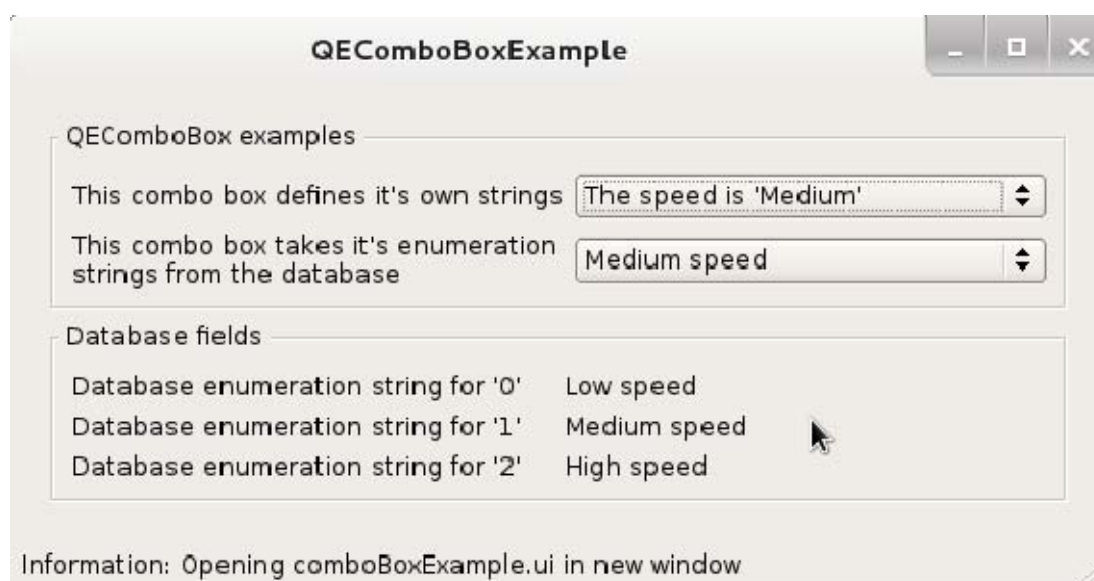 QEComboBoxExample
QEComboBox examples
This combo box defines it's own strings The speed is 'Medium'
This combo box takes it's enumeration
strings from the database Medium speed
Database fields
Database enumeration string for '0' Low speed
Database enumeration string for '1' Medium speed
Database enumeration string for '2' High speed
Information: Opening comboBoxExample.ui in new window